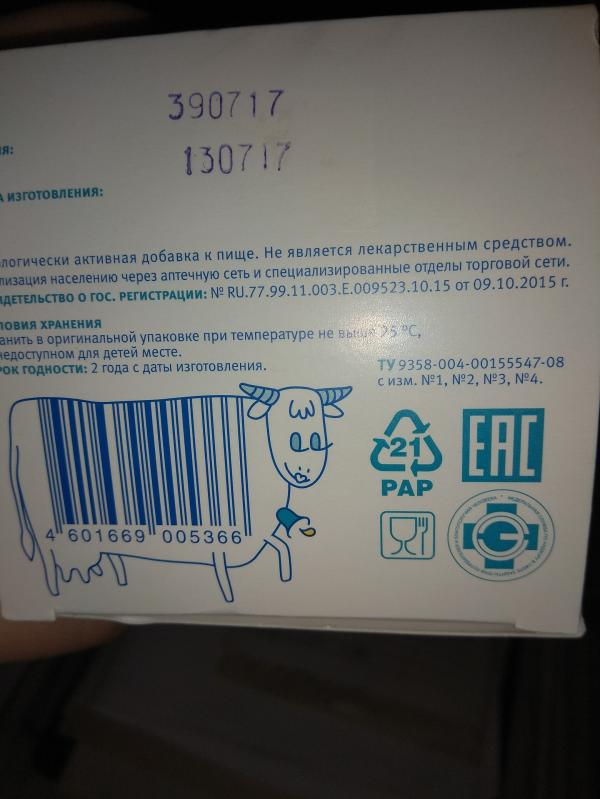 390717
ИЯ:
130717
А ИЗГОТОВЛЕНИЯ:
логически активная добавка к пище. Не является лекарственным средством.
лизация населению через аптечную сеть и специализированные отделы торговой сети.
ИДЕТЕЛЬСТВО О ГОС. РЕГИСТРАЦИИ: № RU.77.99.11.003.Е.009523.10.15 от 09.10.2015 г.
ЛОВИЯ ХРАНЕНИЯ
анить в оригинальной упаковке при температуре не выше 25 ºС,
недоступном для детей месте.
РОК ГОДНОСТИ: 2 года с даты изготовления.
ТУ 9358-004-00155547-08
с изм. №1, №2, №3, №4.
21
PAP
EAC
4 601669 005366